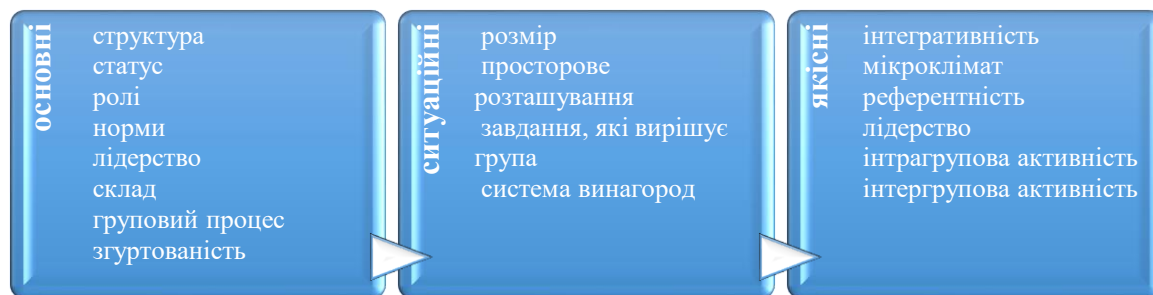 основні
структура
статус
ролі
норми
лідерство
склад
груповий процес
згуртованість
ситуаційні
розмір
просторове
розташування
завдання, які вирішує
група
система винагород
якісні
інтегративність
мікроклімат
референтність
лідерство
інтрагрупова активність
інтергрупова активність